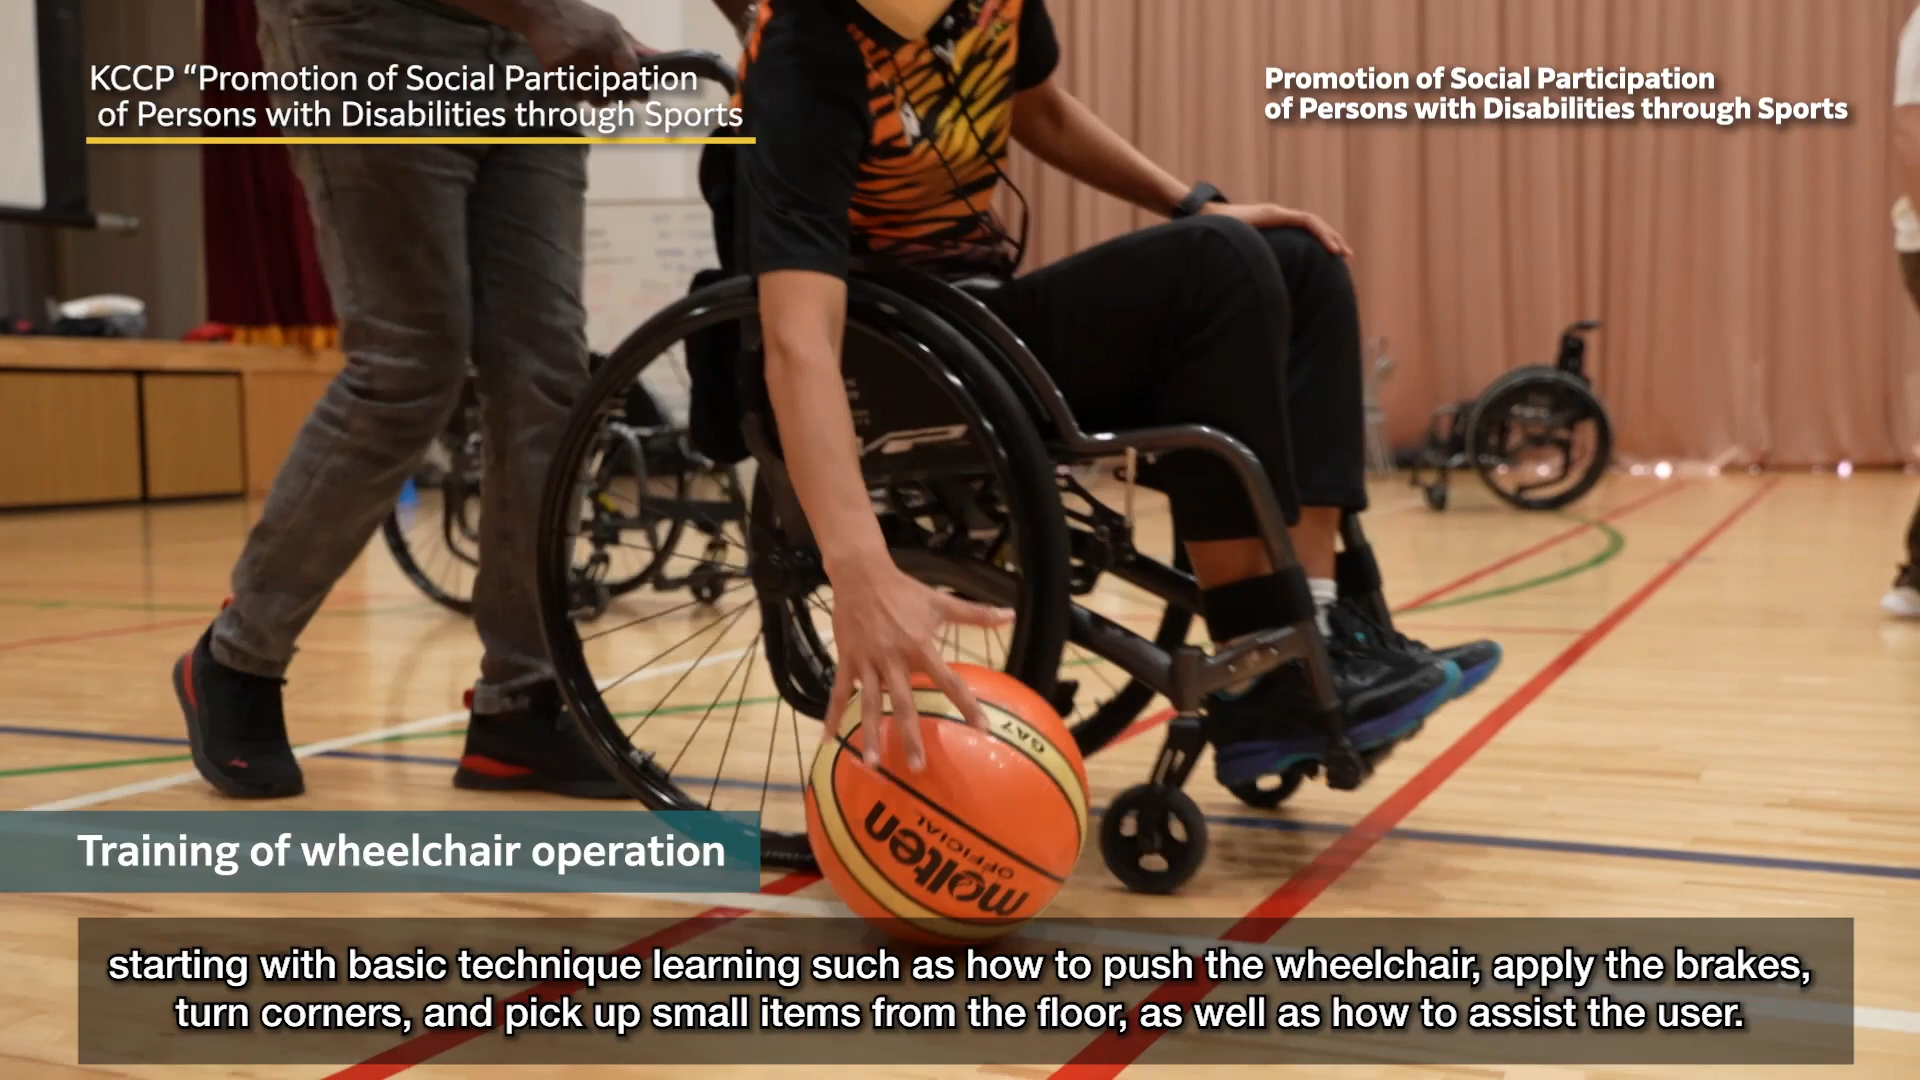 KCCP “Promotion of Social Participation
of Persons with Disabilities through Sports
Promotion of Social Participation
of Persons with Disabilities through Sports
GA7
molten
OFFICIAL
Training of wheelchair operation
starting with basic technique learning such as how to push the wheelchair, apply the brakes,
turn corners, and pick up small items from the floor, as well as how to assist the user.